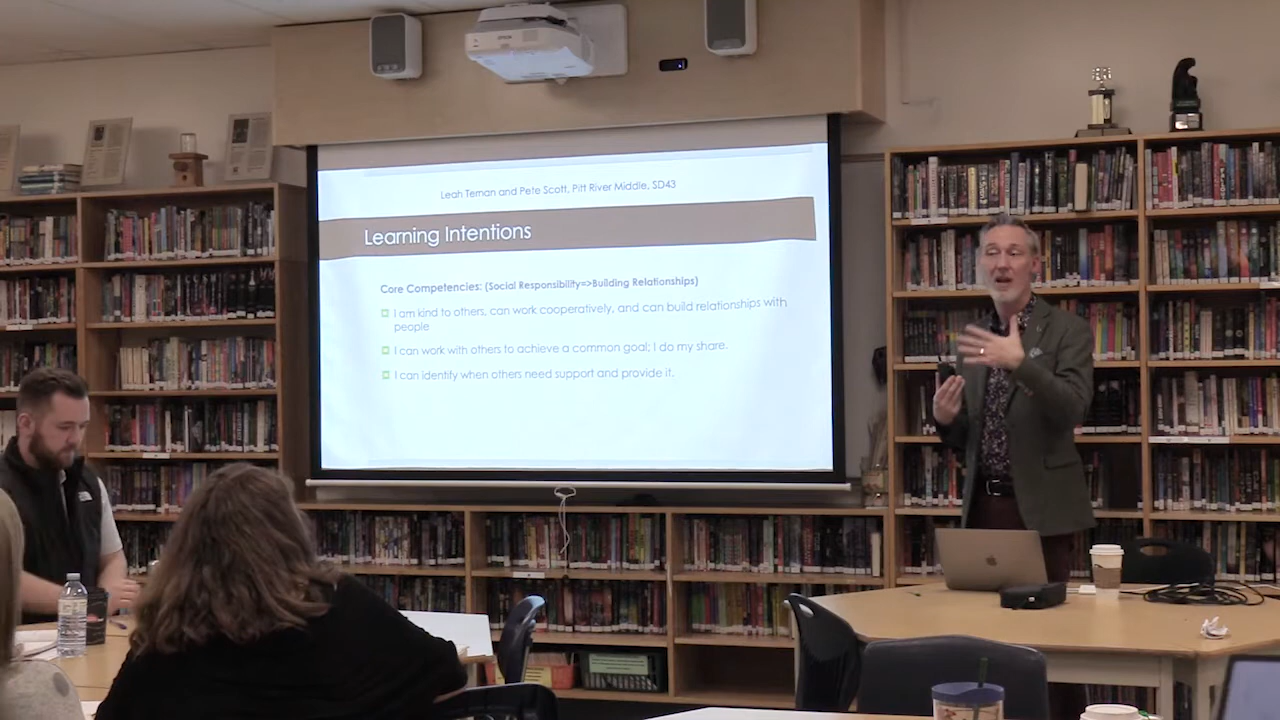 EPSON
Leah Teman and Pete Scott, Pitt River Middle, SD43
Learning Intentions
Core Competencies: (Social Responsibility=>Building Relationships)
I am kind to others, can work cooperatively, and can build relationships with
people
I can work with others to achieve a common goal; I do my share.
I can identify when others need support and provide it.